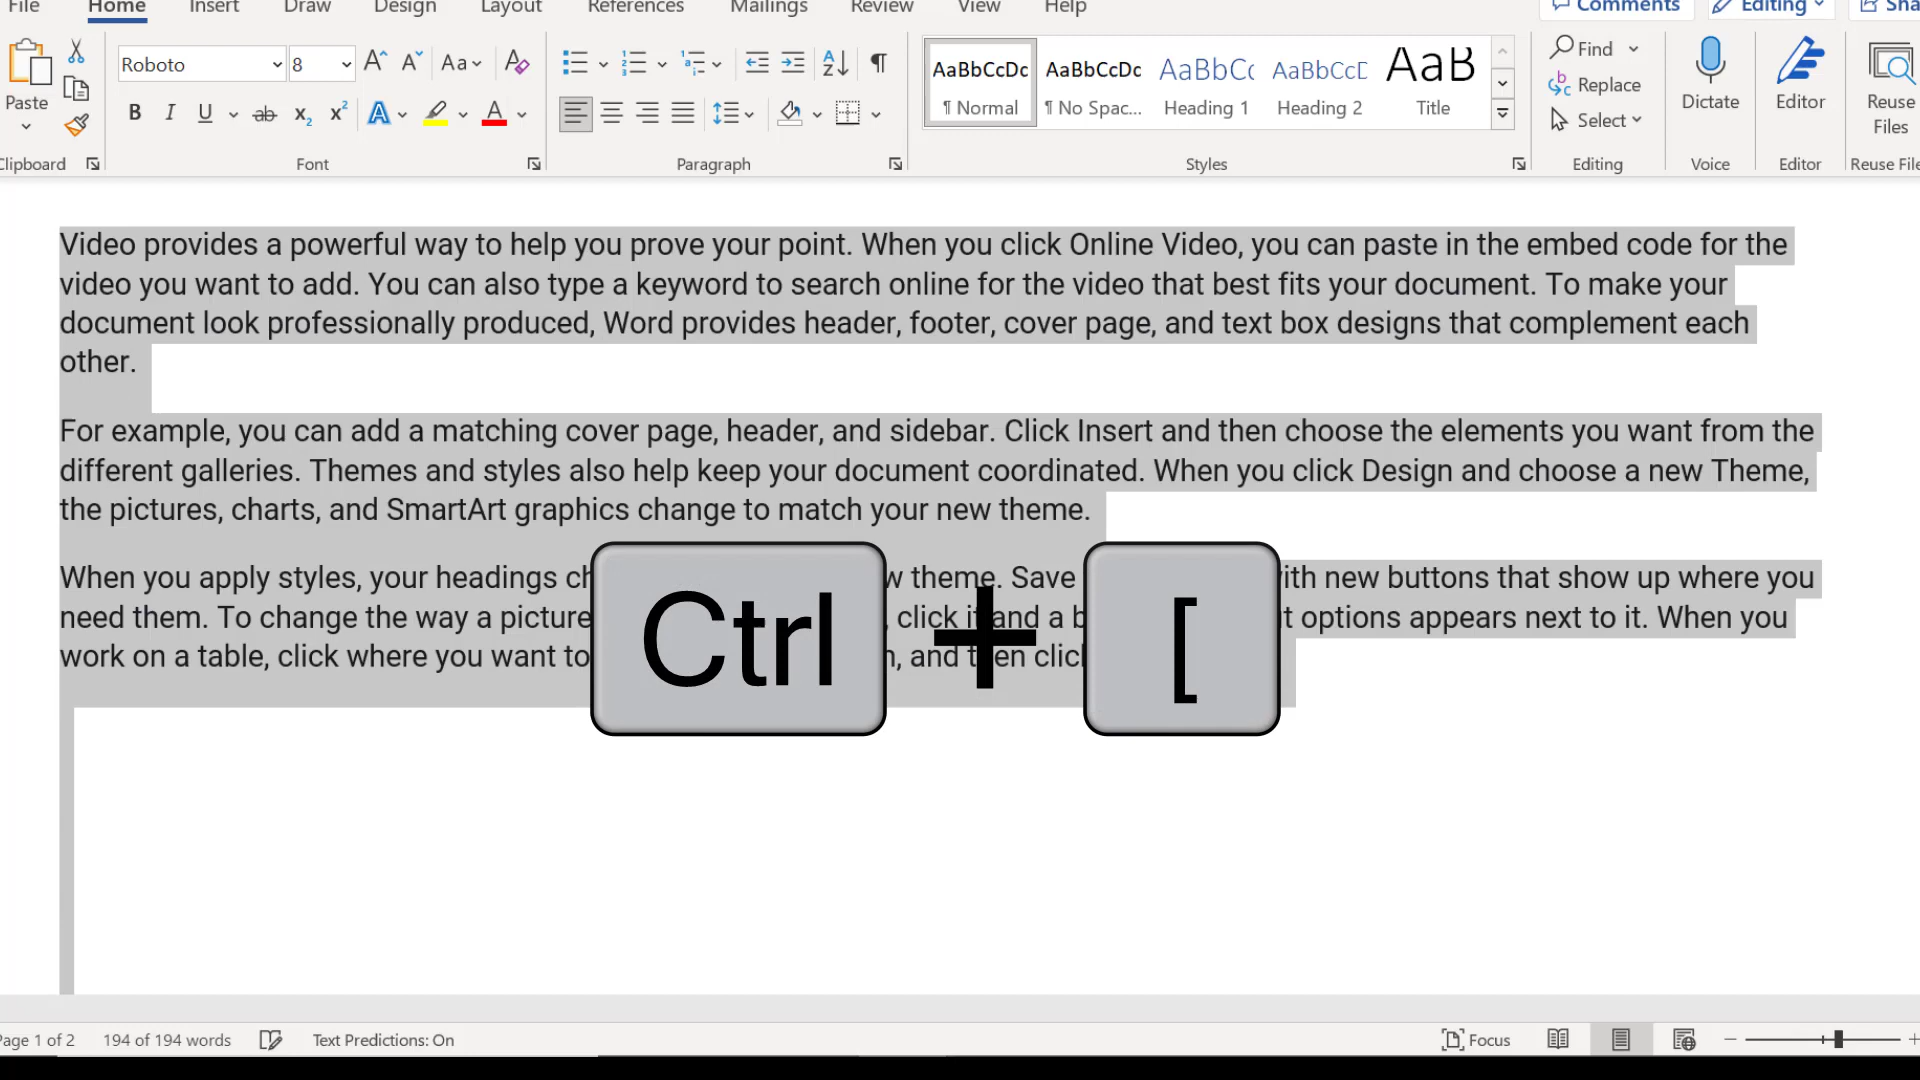 File Home Insert Draw Design Layout References Mailings Review View Help Comments Editing
Roboto 8 Aa
Paste
B I U ab x2 x2 A A
AaBbCcDc AaBbCcDc AaBbCc AaBbCcD AaB
¶ Normal ¶ No Spac... Heading 1 Heading 2 Title
Find
Replace
Select
Dictate
Editor
Reuse
Files
Clipboard Font Paragraph Styles Editing Voice Editor Reuse
Video provides a powerful way to help you prove your point. When you click Online Video, you can paste in the embed code for the
video you want to add. You can also type a keyword to search online for the video that best fits your document. To make your
document look professionally produced, Word provides header, footer, cover page, and text box designs that complement each
other.
For example, you can add a matching cover page, header, and sidebar. Click Insert and then choose the elements you want from the
different galleries. Themes and styles also help keep your document coordinated. When you click Design and choose a new Theme,
the pictures, charts, and SmartArt graphics change to match your new theme.
When you apply styles, your headings theme. Save with new buttons that show up where you
need them. To change the way a picture click it and a options appears next to it. When you
work on a table, click where you want to and then
Ctrl + [
Page 1 of 2 194 of 194 words Text Predictions: On Focus